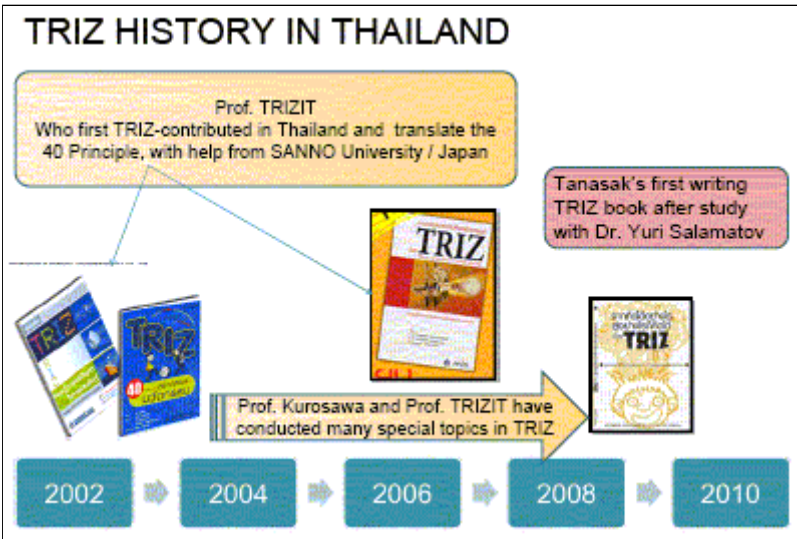 TRIZ HISTORY IN THAILAND
Prof. TRIZIT
Who first TRIZ-contributed in Thailand and translate the
40 Principle, with help from SANNO University / Japan
Tanasak's first writing
TRIZ book after study
with Dr. Yuri Salamatov
TRIZ
TRIZ
TRIZ
40
TRIZ
Prof. Kurosawa and Prof. TRIZIT have
conducted many special topics in TRIZ
2002
2004
2006
2008
2010